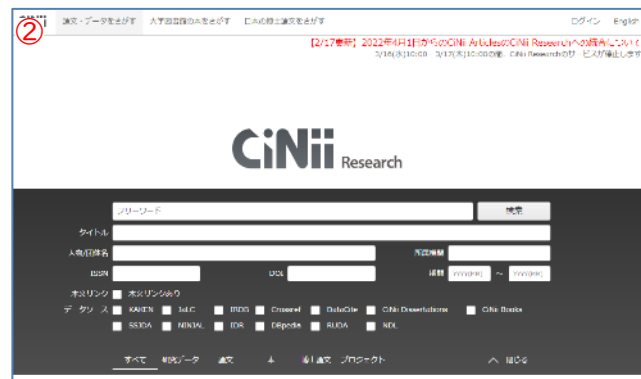 ②
論文・データをさがす 大学図書館の本をさがす 日本の博士論文をさがす ログイン English
【2/17更新】2022年4月1日からのCiNii ArticlesのCiNii Researchへの統合について
3/16(水)10:00 - 3/17(木)10:00の間、CiNii Researchのサービスが停止します
CiNii Research
フリーワード 検索
タイトル
人物/団体名 所属機関
ISSN DOI 期間 YYYY(MM) ~ YYYY(MM)
本文リンク 本文リンクあり
データソース KAKEN JaLC IRDB Crossref DataCite CiNii Dissertations CiNii Books
SSJDA NINJAL IDR DBpedia RUDA NDL
すべて 研究データ 論文 本 博士論文 プロジェクト 閉じる